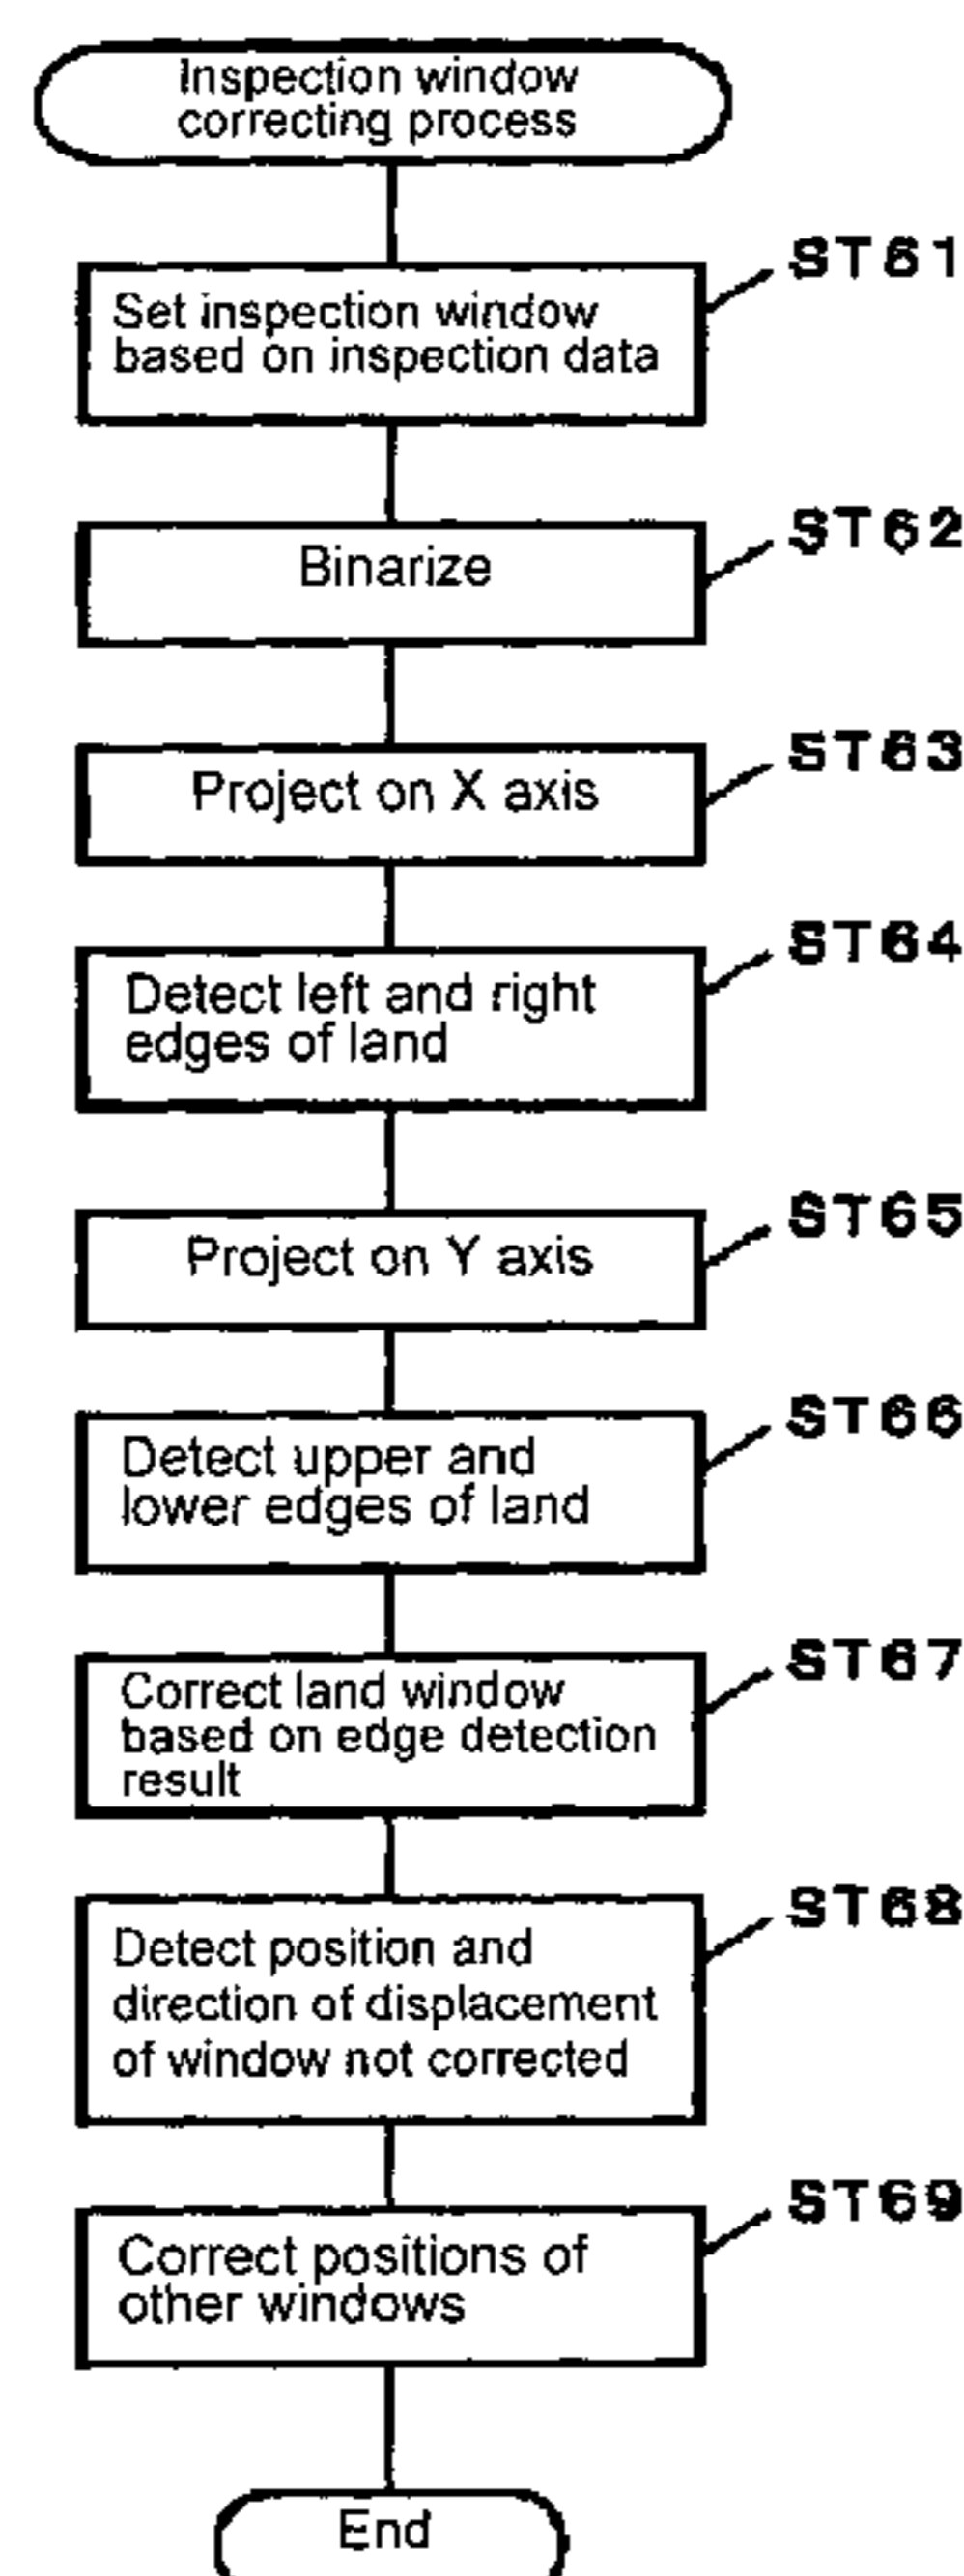 Inspection window
correcting process
ST61
Set inspection window
based on inspection data
ST62
Binarize
ST63
Project on X axis
ST64
Detect left and right
edges of land
ST65
Project on Y axis
ST66
Detect upper and
lower edges of land
ST67
Correct land window
based on edge detection
result
ST68
Detect position and
direction of displacement
of window not corrected
ST69
Correct positions of
other windows
End